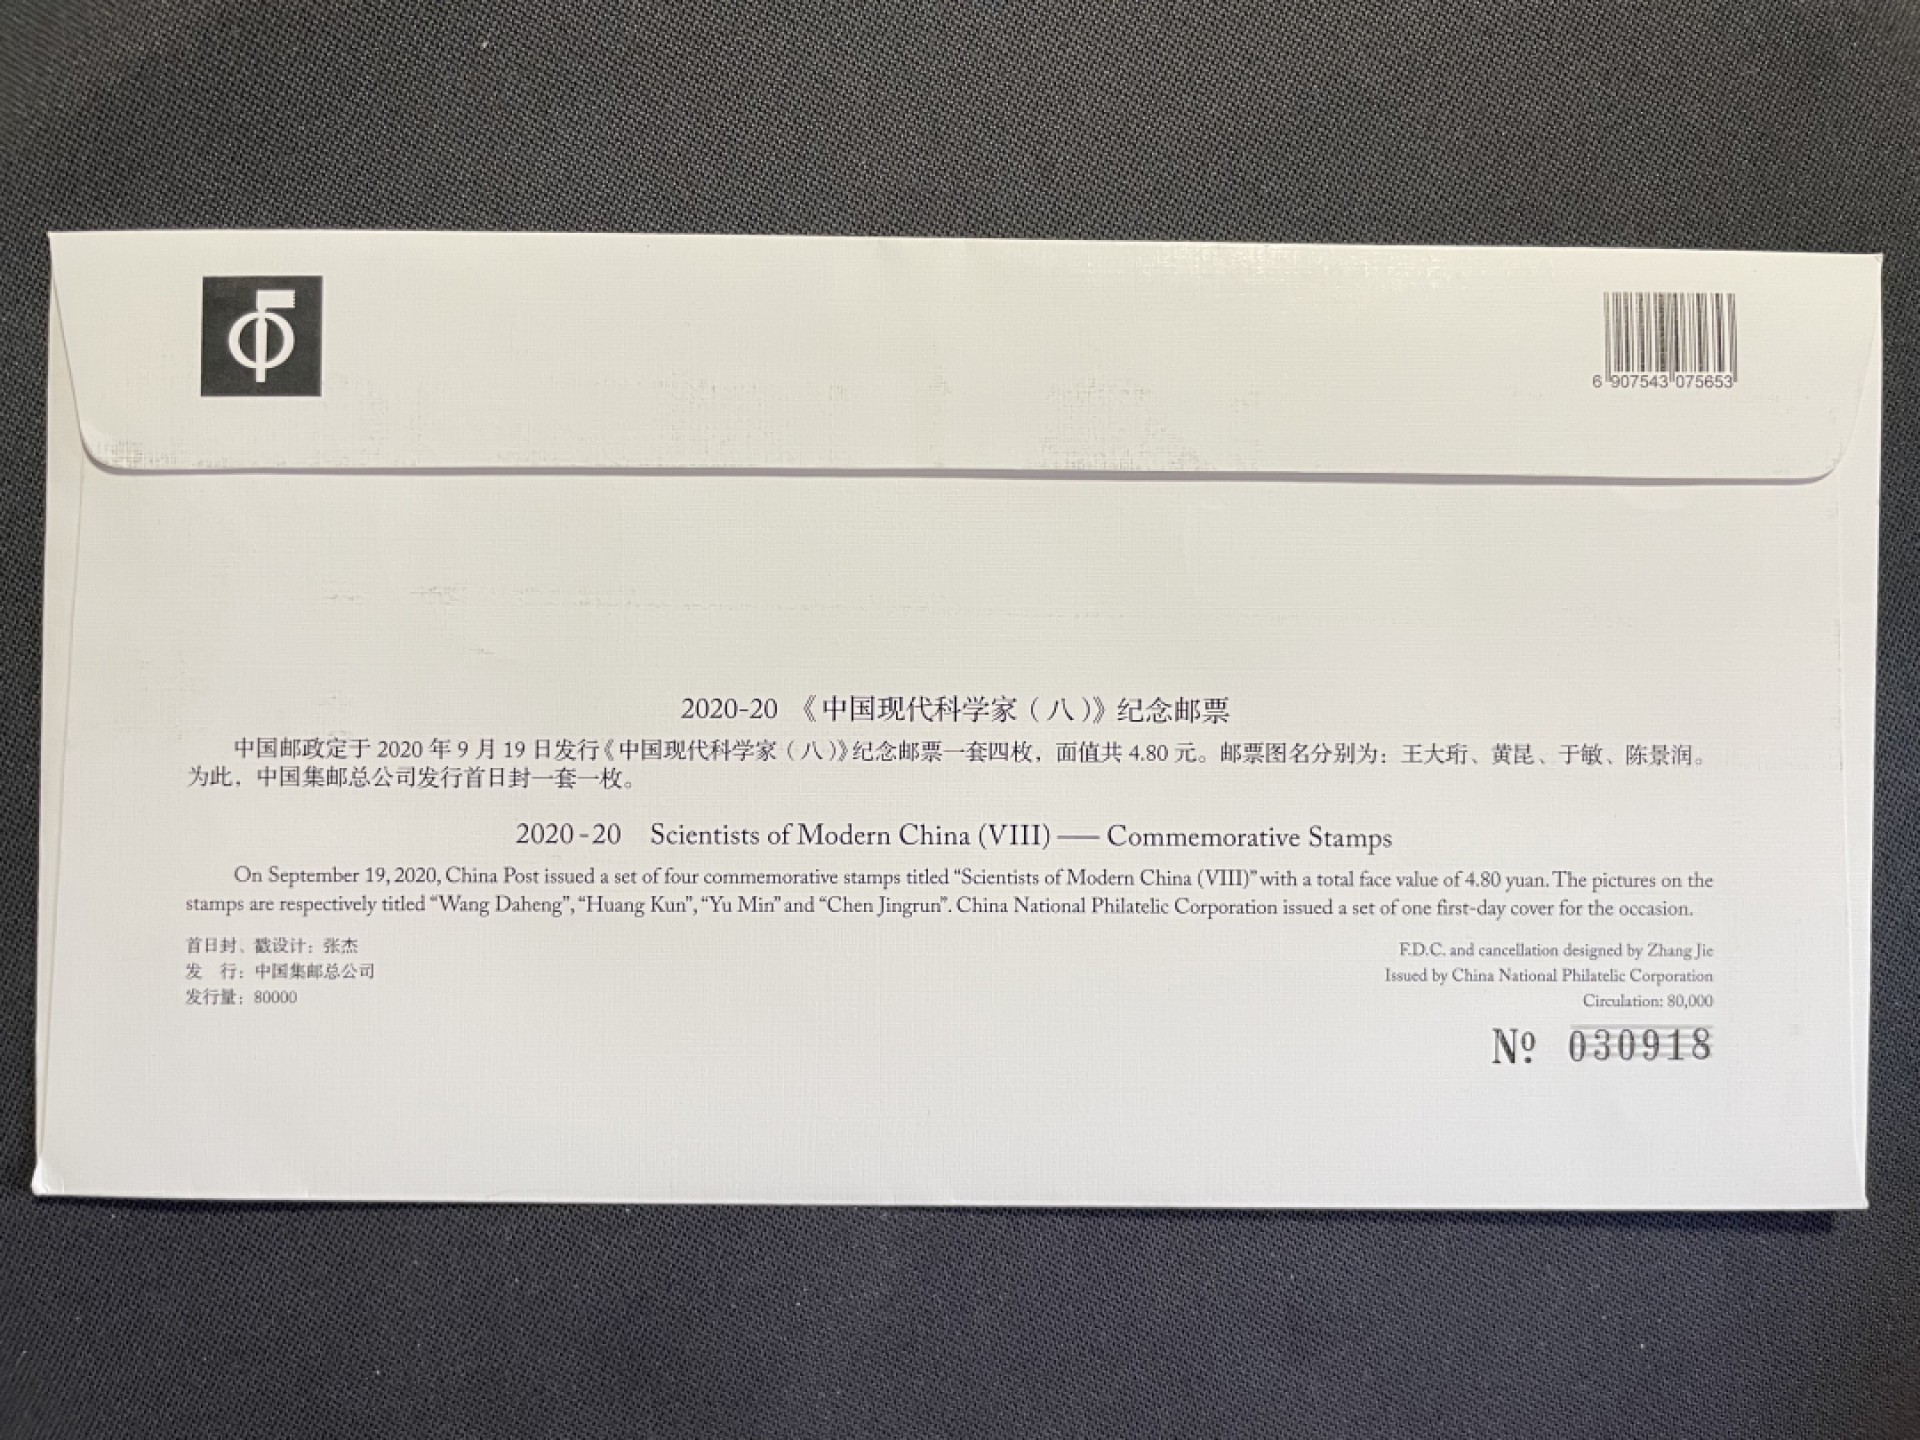 6 907543 075653
2020-20 《中国现代科学家（八）》纪念邮票
中国邮政定于 2020 年 9 月 19 日发行《中国现代科学家（八）》纪念邮票一套四枚，面值共 4.80 元。邮票图名分别为：王大珩、黄昆、于敏、陈景润。
为此，中国集邮总公司发行首日封一套一枚。
2020-20 Scientists of Modern China (VIII) —— Commemorative Stamps
On September 19, 2020, China Post issued a set of four commemorative stamps titled “Scientists of Modern China (VIII)” with a total face value of 4.80 yuan. The pictures on the
stamps are respectively titled “Wang Daheng”, “Huang Kun”, “Yu Min” and “Chen Jingrun”. China National Philatelic Corporation issued a set of one first-day cover for the occasion.
首日封、戳设计：张杰
发 行：中国集邮总公司
发行量：80000
F.D.C. and cancellation designed by Zhang Jie
Issued by China National Philatelic Corporation
Circulation: 80,000
№ 030918